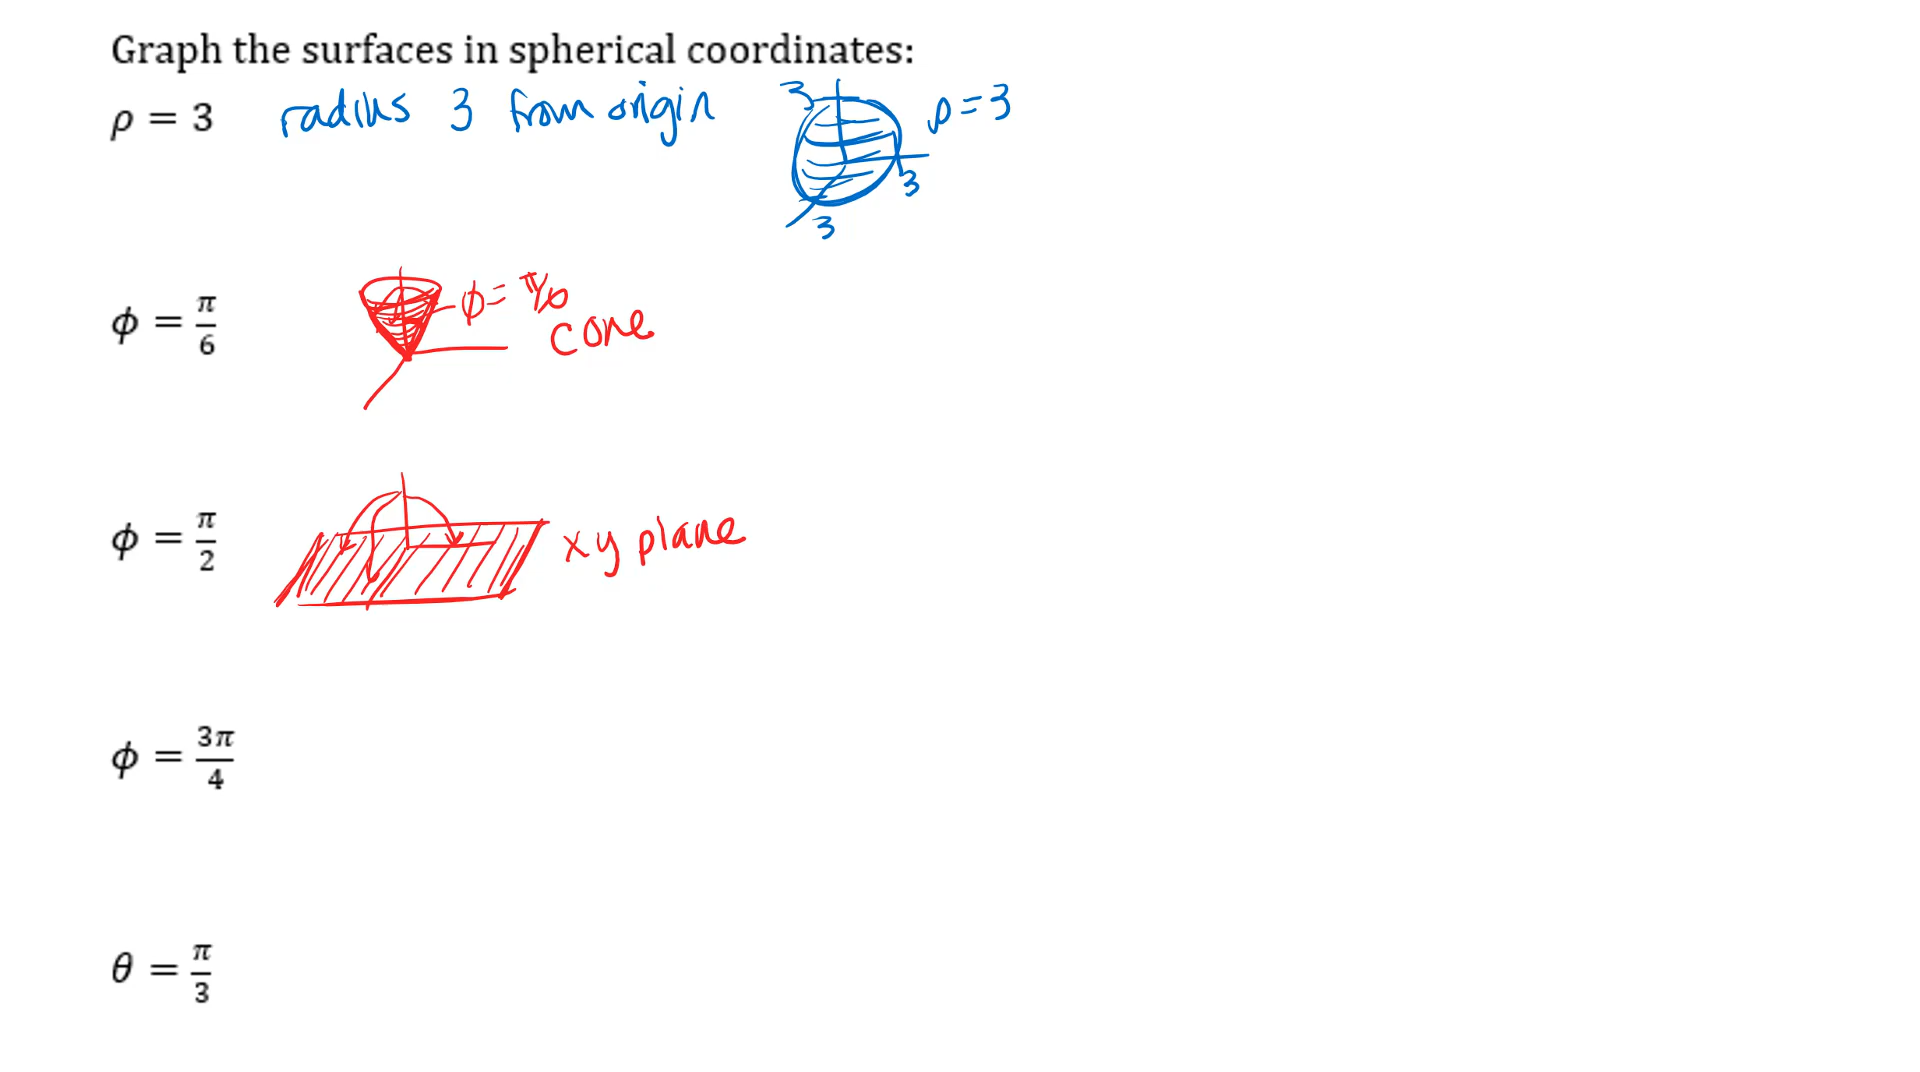 Graph the surfaces in spherical coordinates:
ρ = 3 radius 3 from origin 3 ρ = 3
3
3
ϕ = π/6 ϕ = π/6
cone
ϕ = π/2 xy plane
ϕ = 3π/4
θ = π/3